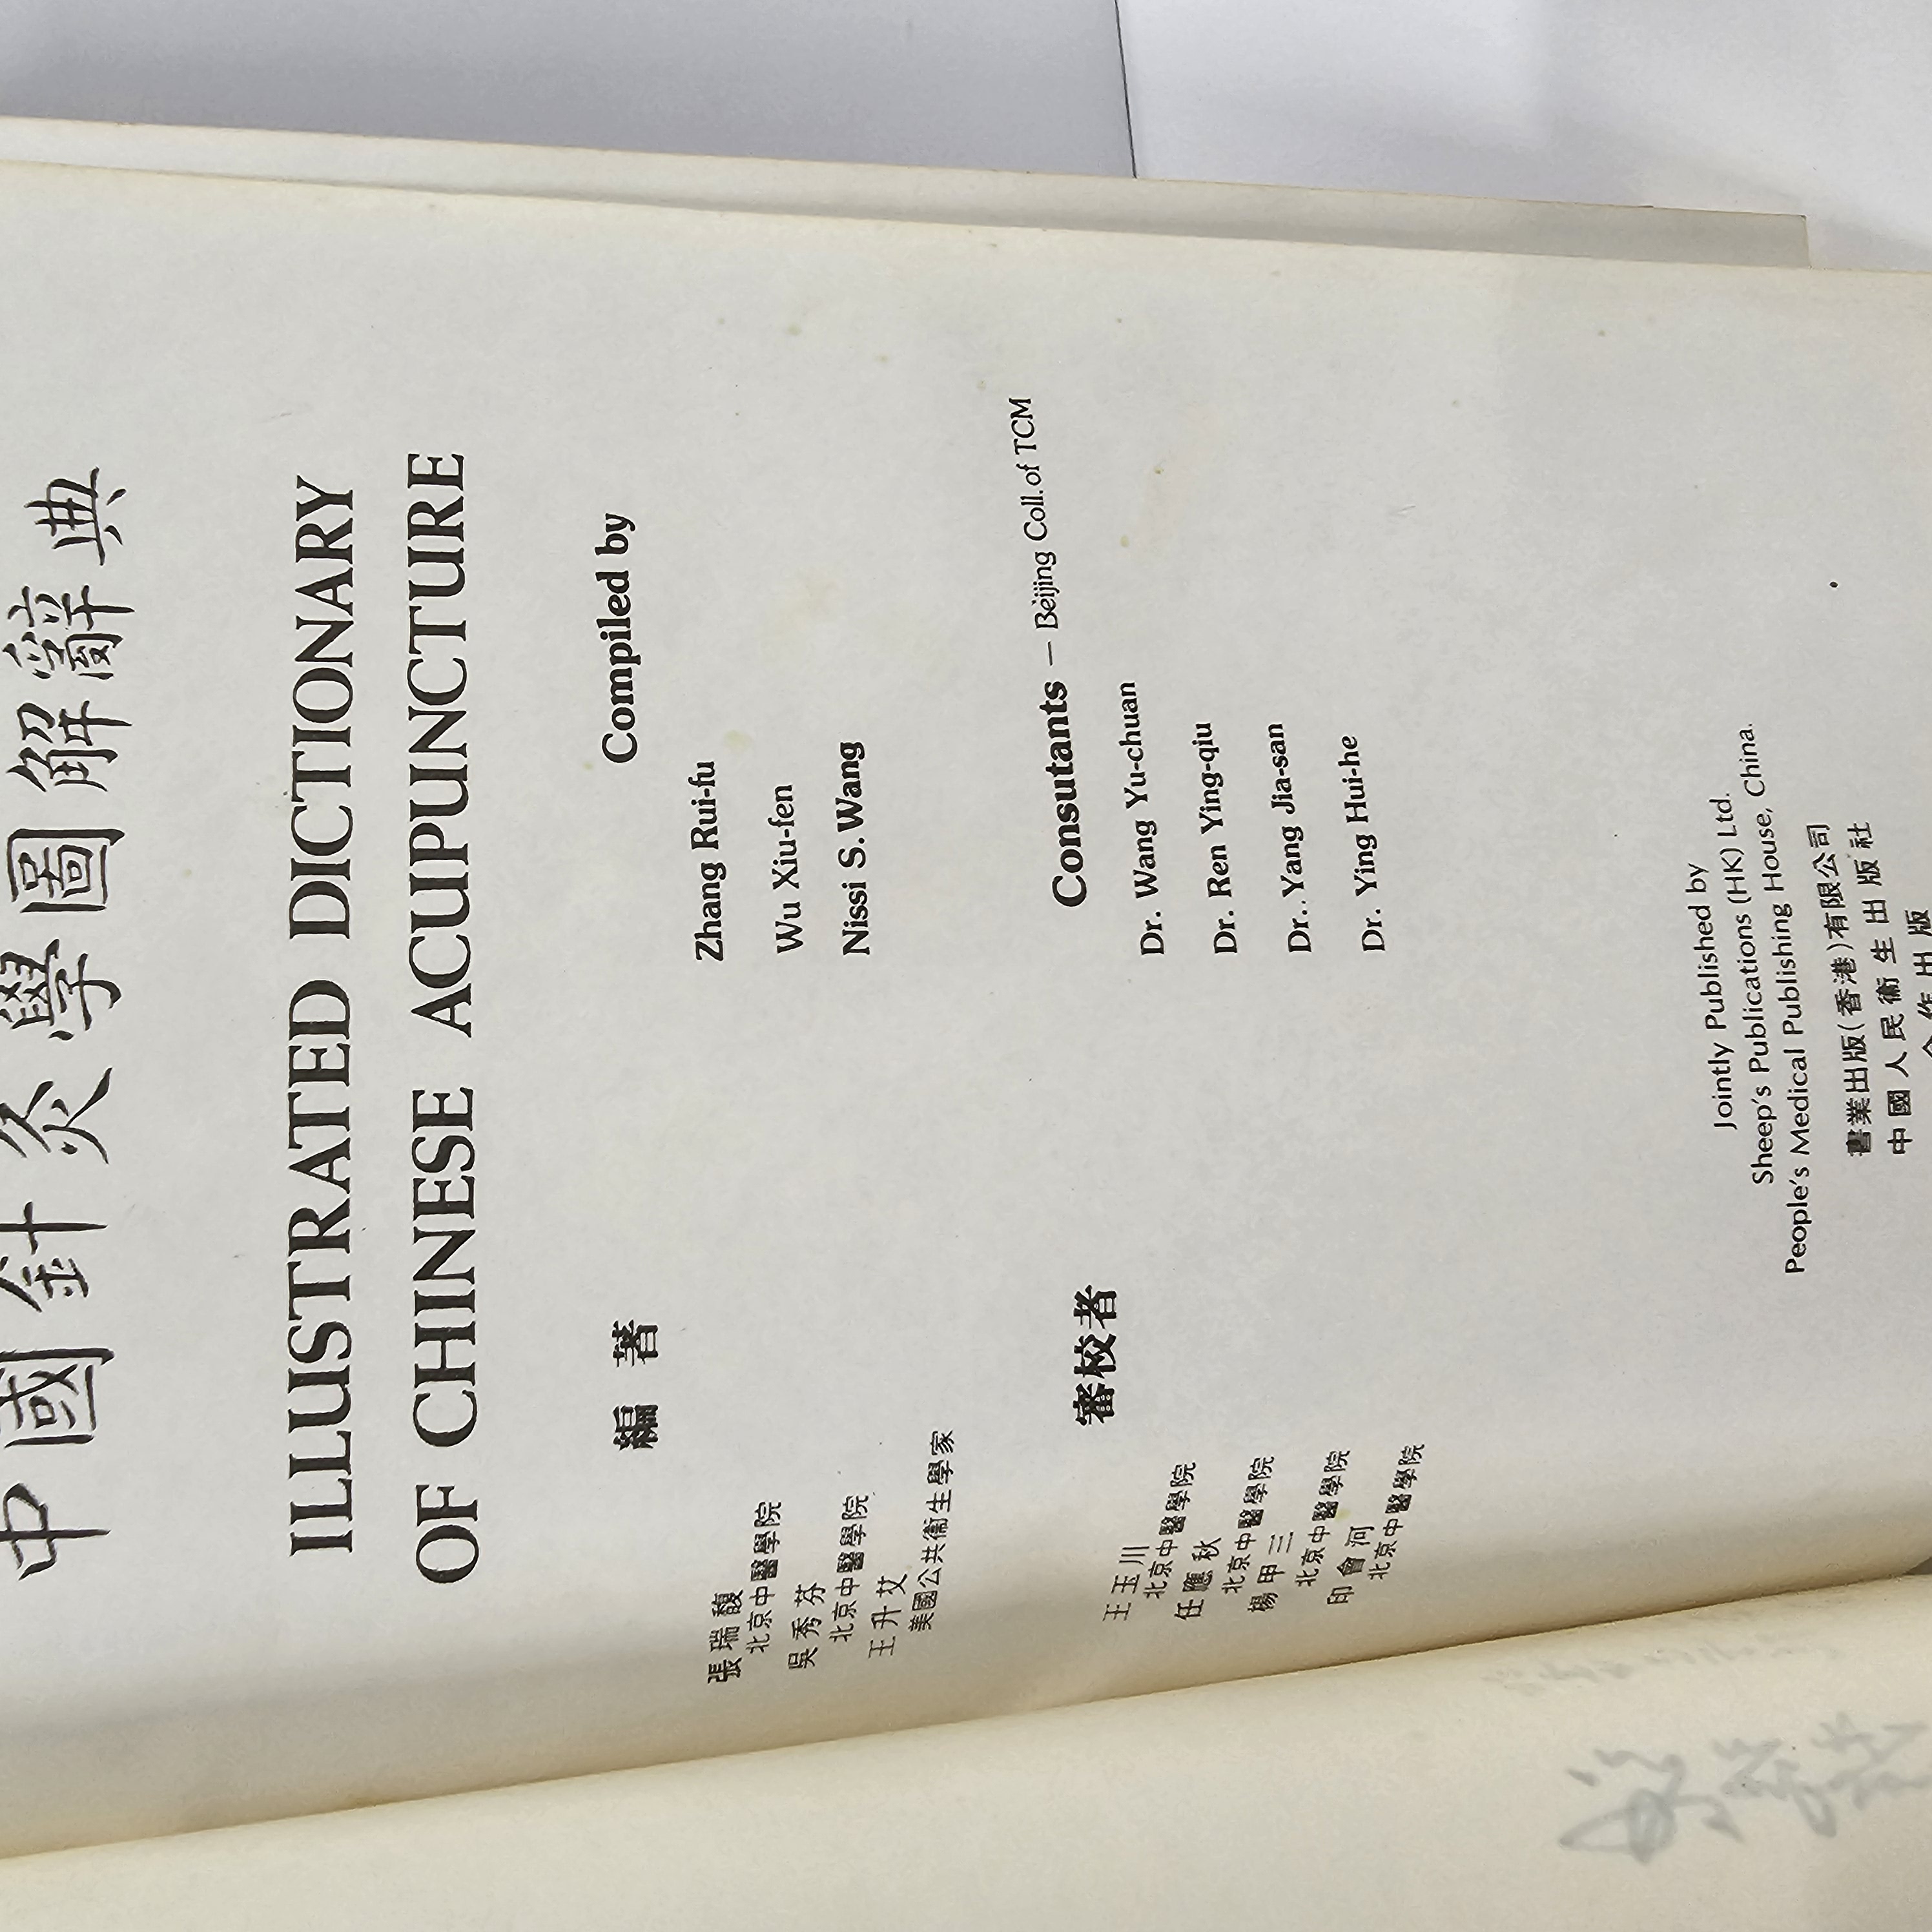 中國針灸學圖解辭典
ILLUSTRATED DICTIONARY
OF CHINESE ACUPUNCTURE
編著
張瑞馥
北京中醫學院
吳秀芬
北京中醫學院
王升艾
美國公共衞生學家
Compiled by
Zhang Rui-fu
Wu Xiu-fen
Nissi S. Wang
審校者
王玉川
北京中醫學院
任應秋
北京中醫學院
楊甲三
北京中醫學院
印會河
北京中醫學院
Consutants — Beijing Coll. of TCM
Dr. Wang Yu-chuan
Dr. Ren Ying-qiu
Dr.. Yang Jia-san
Dr. Ying Hui-he
Jointly Published by
Sheep's Publications (HK) Ltd.
People's Medical Publishing House, China.
書業出版(香港)有限公司
中國人民衞生出版社
合作出版